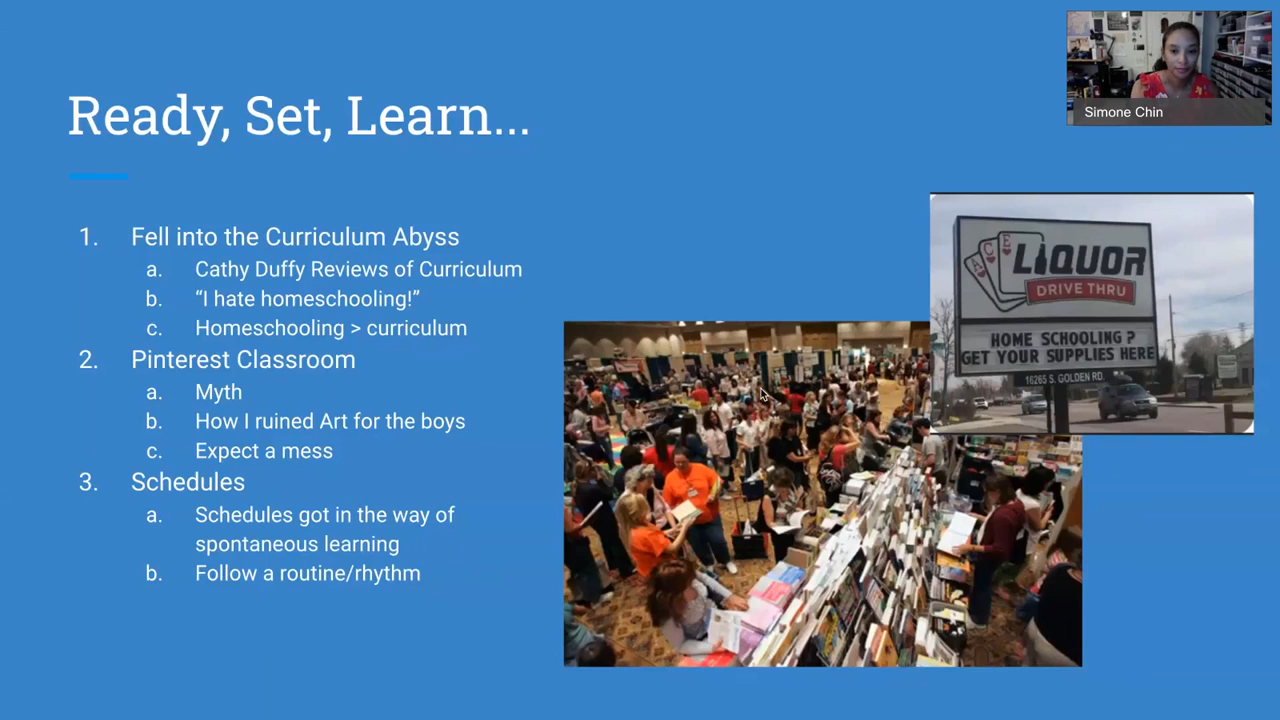 Ready, Set, Learn...
1. Fell into the Curriculum Abyss
a. Cathy Duffy Reviews of Curriculum
b. “I hate homeschooling!”
c. Homeschooling > curriculum
2. Pinterest Classroom
a. Myth
b. How I ruined Art for the boys
c. Expect a mess
3. Schedules
a. Schedules got in the way of
spontaneous learning
b. Follow a routine/rhythm
Simone Chin
A C E
LIQUOR
DRIVE THRU
HOME SCHOOLING?
GET YOUR SUPPLIES HERE
16265 S. GOLDEN RD.